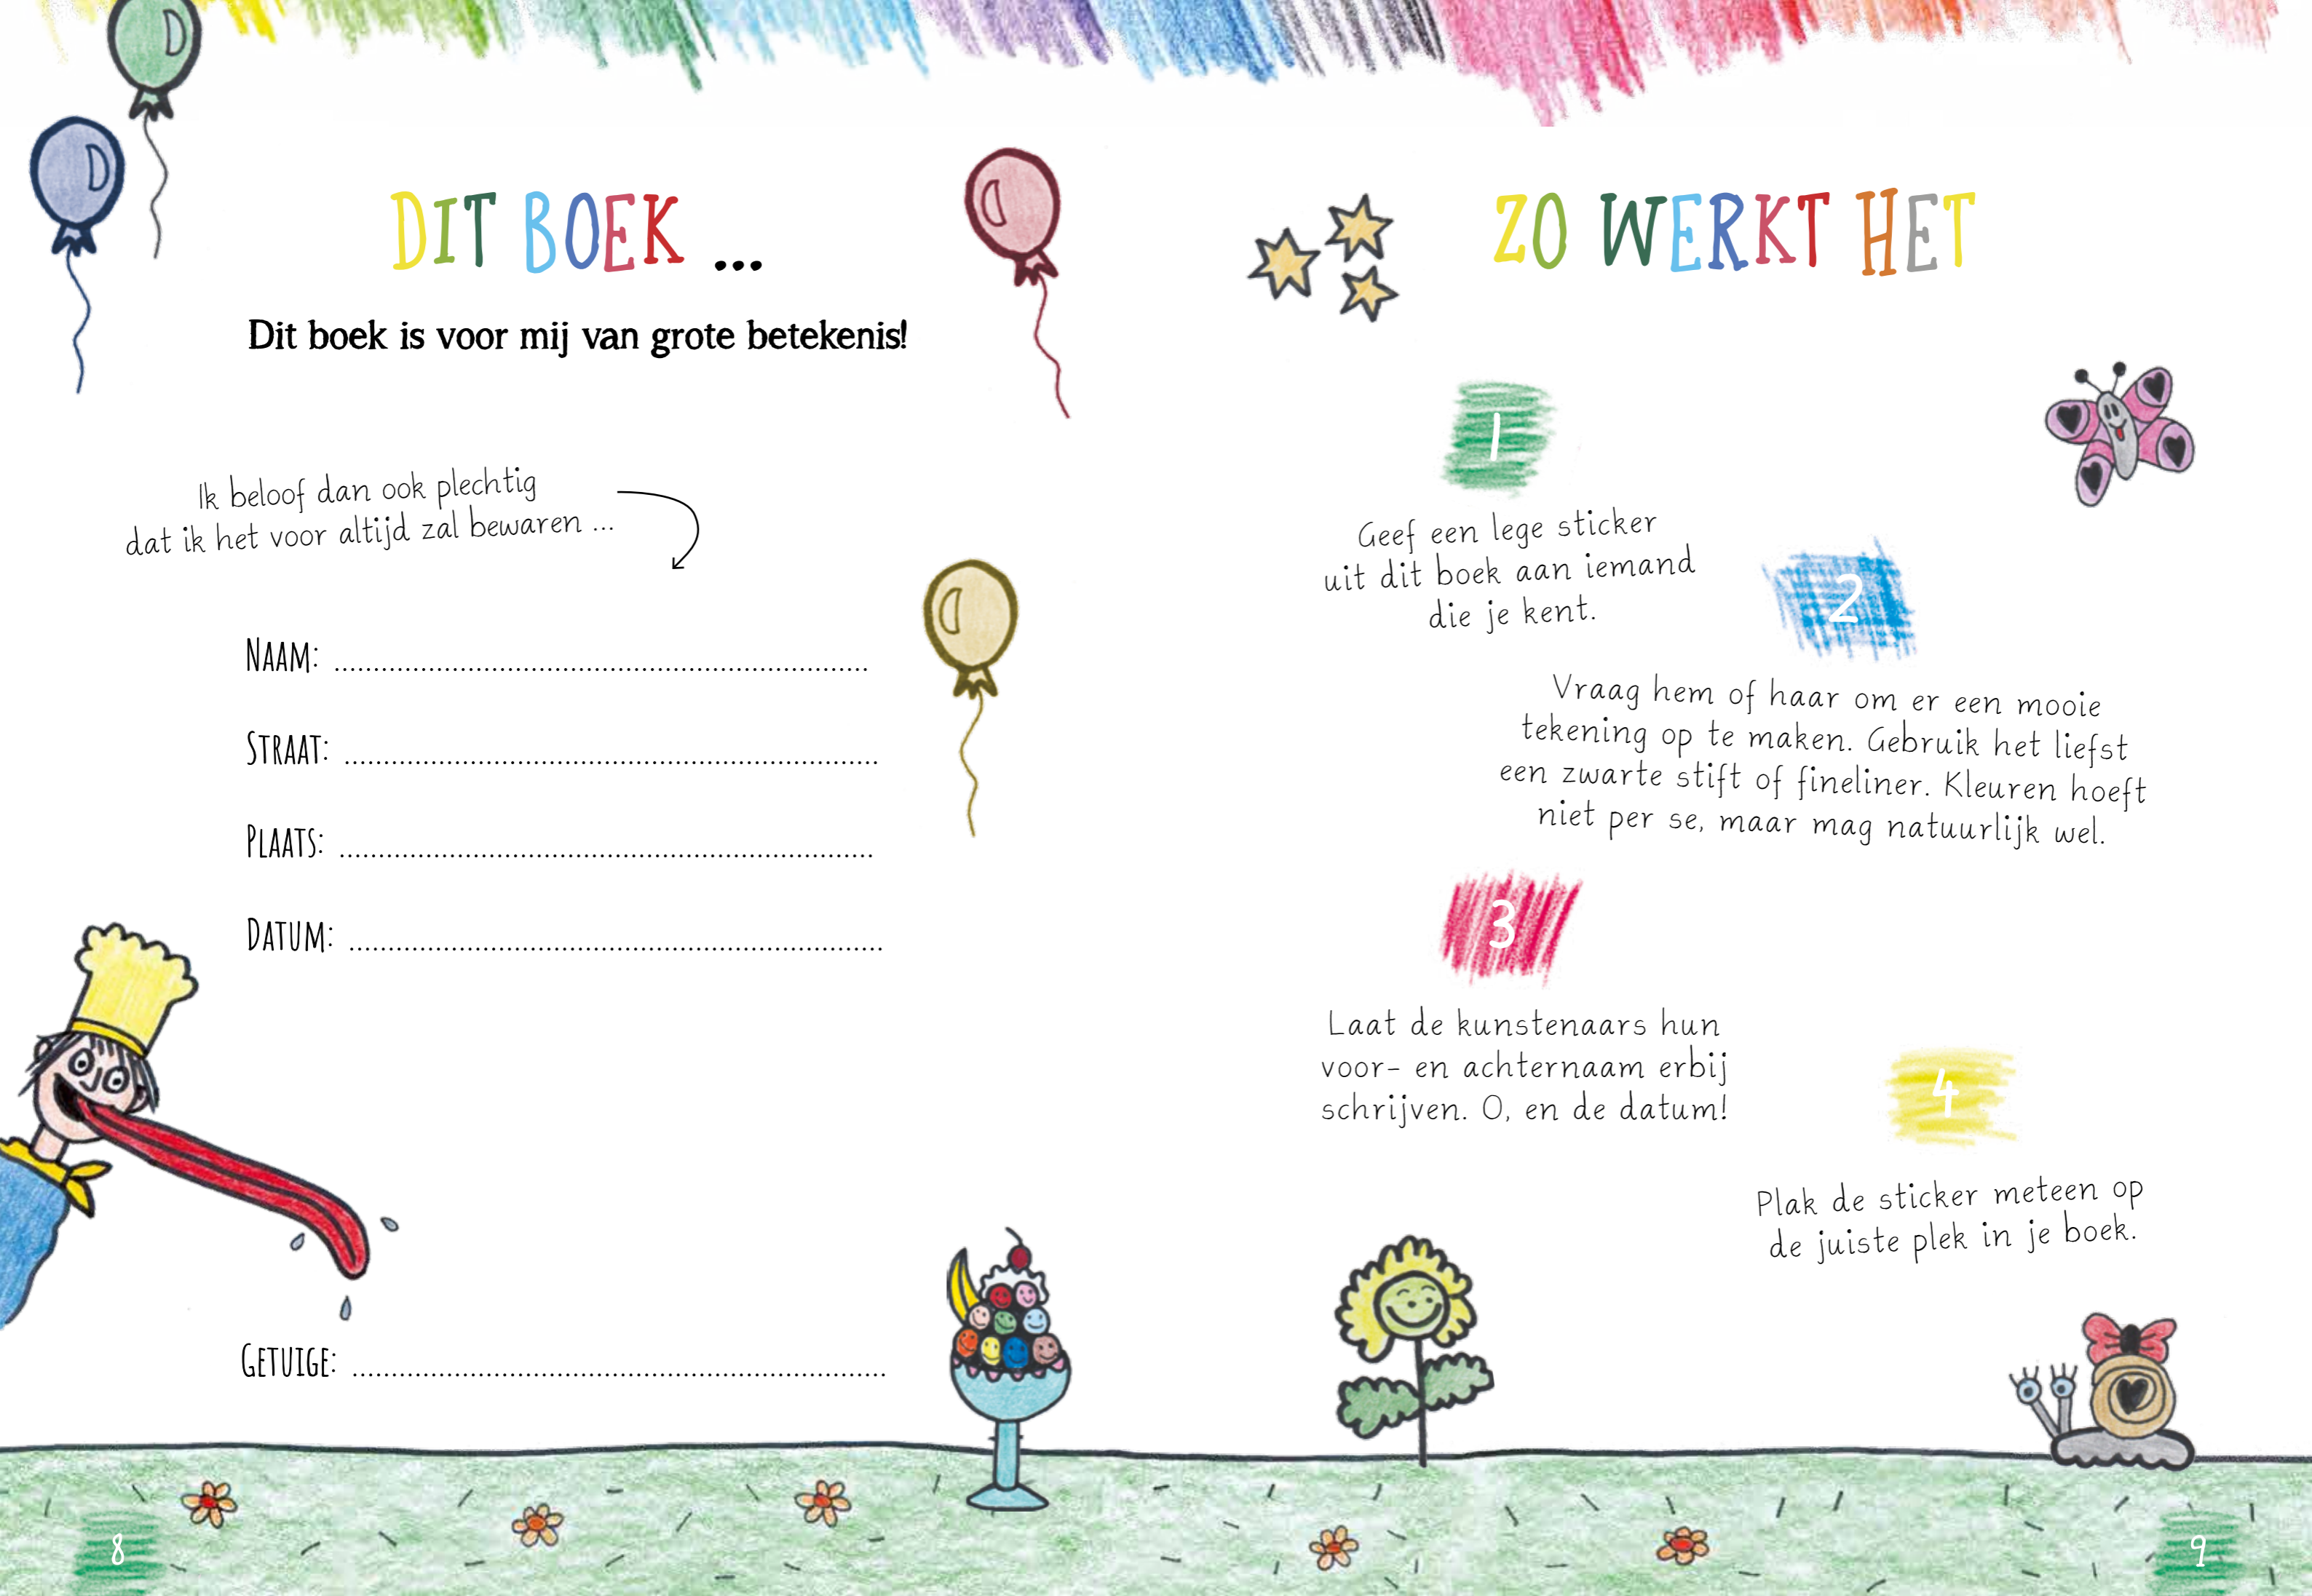 DIT BOEK ...
Dit boek is voor mij van grote betekenis!
Ik beloof dan ook plechtig
dat ik het voor altijd zal bewaren ...
NAAM: ....................................................................
STRAAT: ....................................................................
PLAATS: ....................................................................
DATUM: ....................................................................
GETUIGE: ....................................................................
8
ZO WERKT HET
1
Geef een lege sticker
uit dit boek aan iemand
die je kent.
2
Vraag hem of haar om er een mooie
tekening op te maken. Gebruik het liefst
een zwarte stift of fineliner. Kleuren hoeft
niet per se, maar mag natuurlijk wel.
3
Laat de kunstenaars hun
voor- en achternaam erbij
schrijven. O, en de datum!
4
Plak de sticker meteen op
de juiste plek in je boek.
9